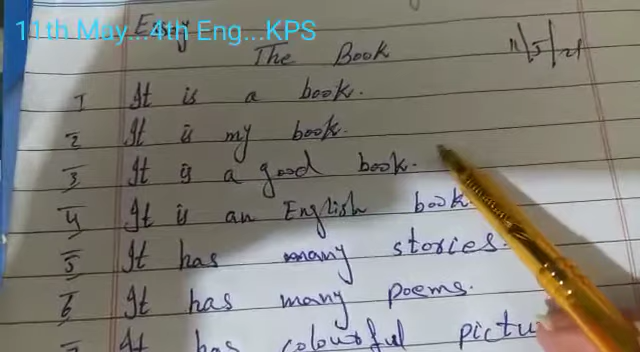 11th May...4th Eng...KPS
Essay
The Book
11/5/21
1 It is a book.
2 It is my book.
3 It is a good book.
4 It is an English book
5 It has many stories.
6 It has many poems.
7 It has colourful pictu